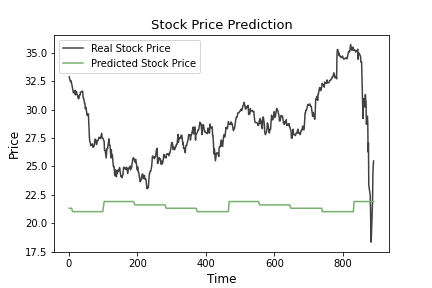 Stock Price Prediction
Real Stock Price
Predicted Stock Price
35.0
32.5
30.0
27.5
25.0
22.5
20.0
17.5
Price
0 200 400 600 800
Time